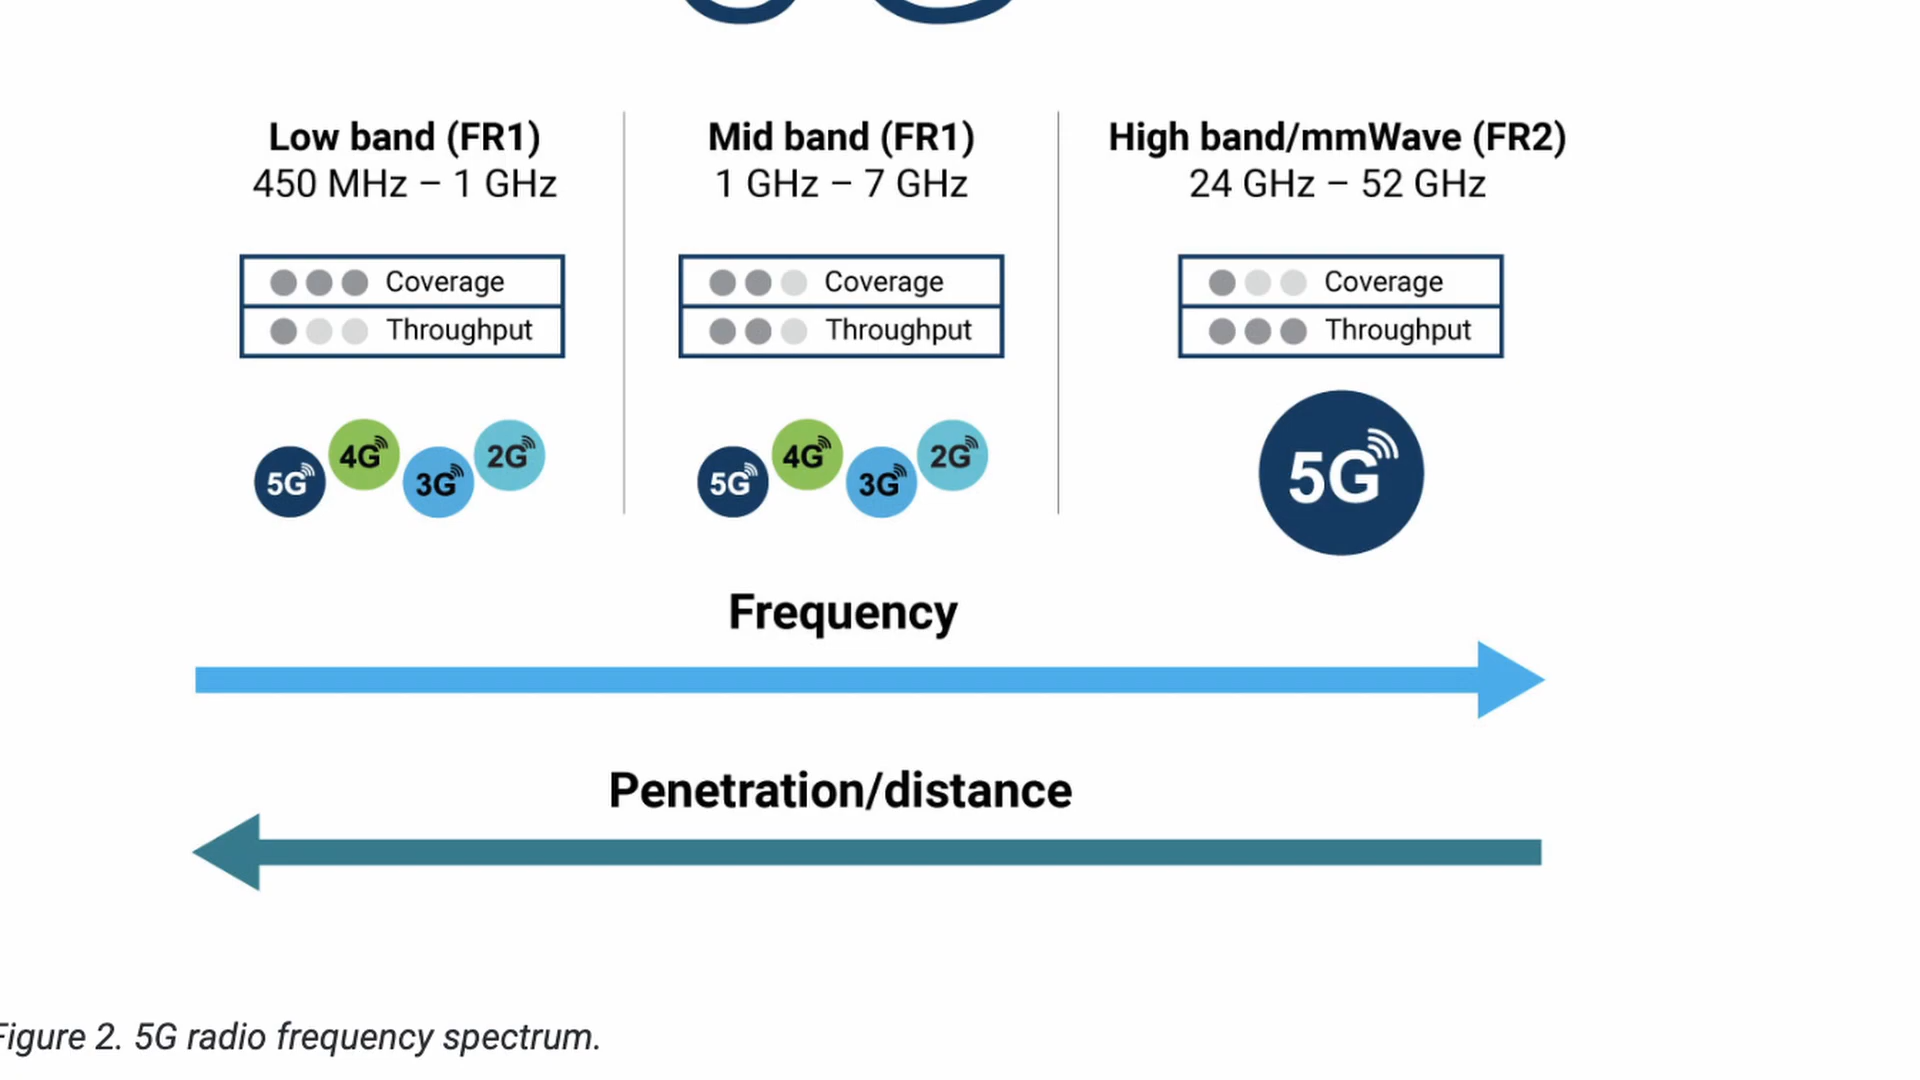 Low band (FR1)
450 MHz – 1 GHz
Coverage
Throughput
5G
4G
3G
2G
Mid band (FR1)
1 GHz – 7 GHz
Coverage
Throughput
5G
4G
3G
2G
High band/mmWave (FR2)
24 GHz – 52 GHz
Coverage
Throughput
5G
Frequency
Penetration/distance
Figure 2. 5G radio frequency spectrum.